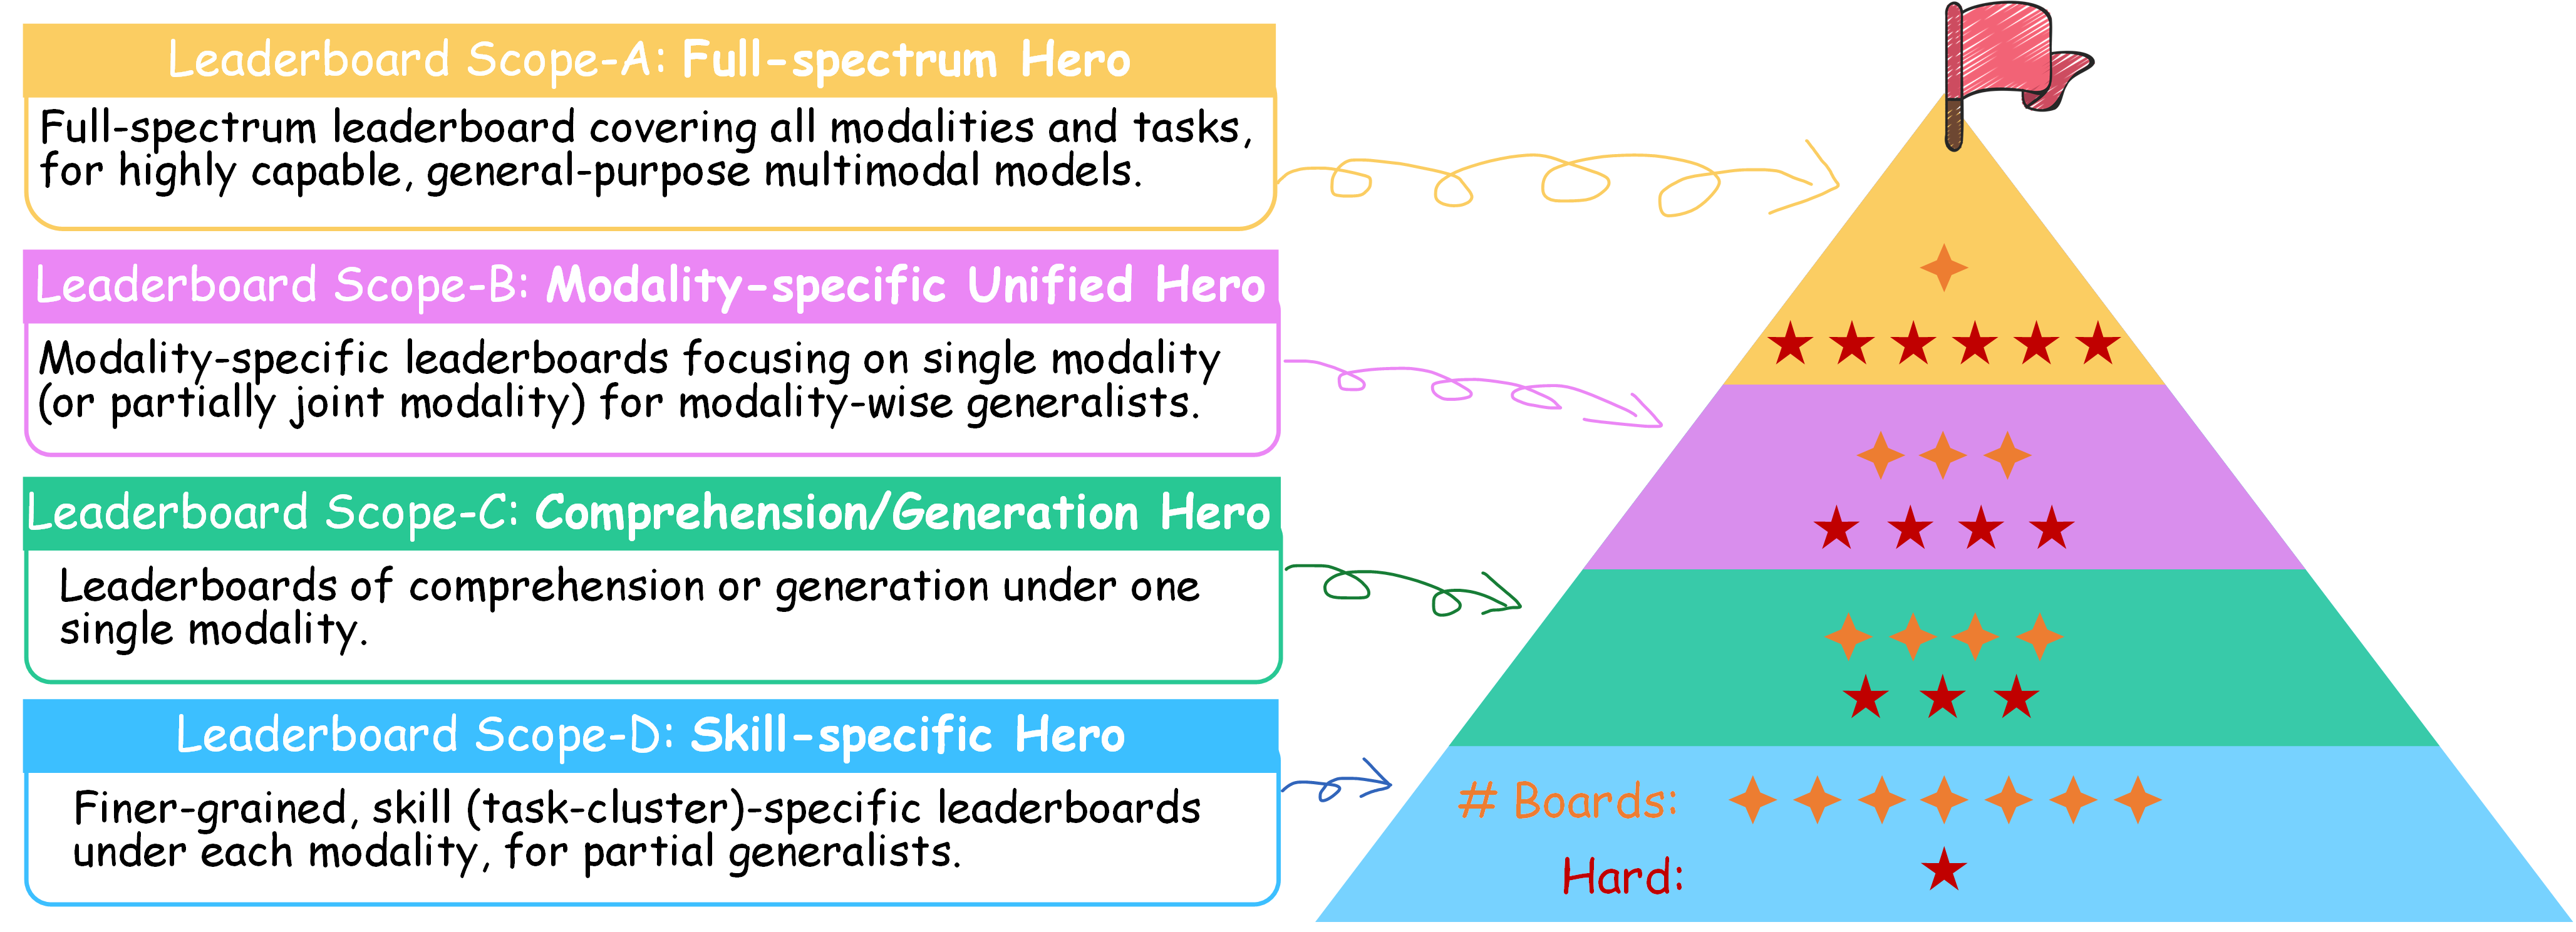 Leaderboard Scope-A: Full-spectrum Hero
Full-spectrum leaderboard covering all modalities and tasks,
for highly capable, general-purpose multimodal models.
Leaderboard Scope-B: Modality-specific Unified Hero
Modality-specific leaderboards focusing on single modality
(or partially joint modality) for modality-wise generalists.
Leaderboard Scope-C: Comprehension/Generation Hero
Leaderboards of comprehension or generation under one
single modality.
Leaderboard Scope-D: Skill-specific Hero
Finer-grained, skill (task-cluster)-specific leaderboards
under each modality, for partial generalists.
# Boards:
Hard: